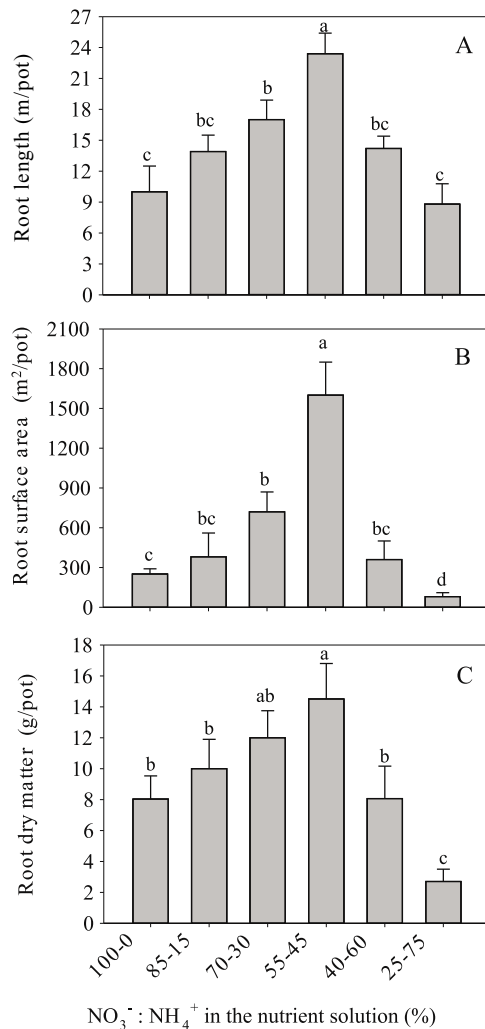 A
Root length (m/pot)
27
24
21
18
15
12
9
6
3
0
c
bc
b
a
bc
c
B
Root surface area (m²/pot)
2100
1800
1500
1200
900
600
300
0
c
bc
b
a
bc
d
C
Root dry matter (g/pot)
18
16
14
12
10
8
6
4
2
0
b
b
ab
a
b
c
100-0
85-15
70-30
55-45
40-60
25-75
NO₃⁻ : NH₄⁺ in the nutrient solution (%)